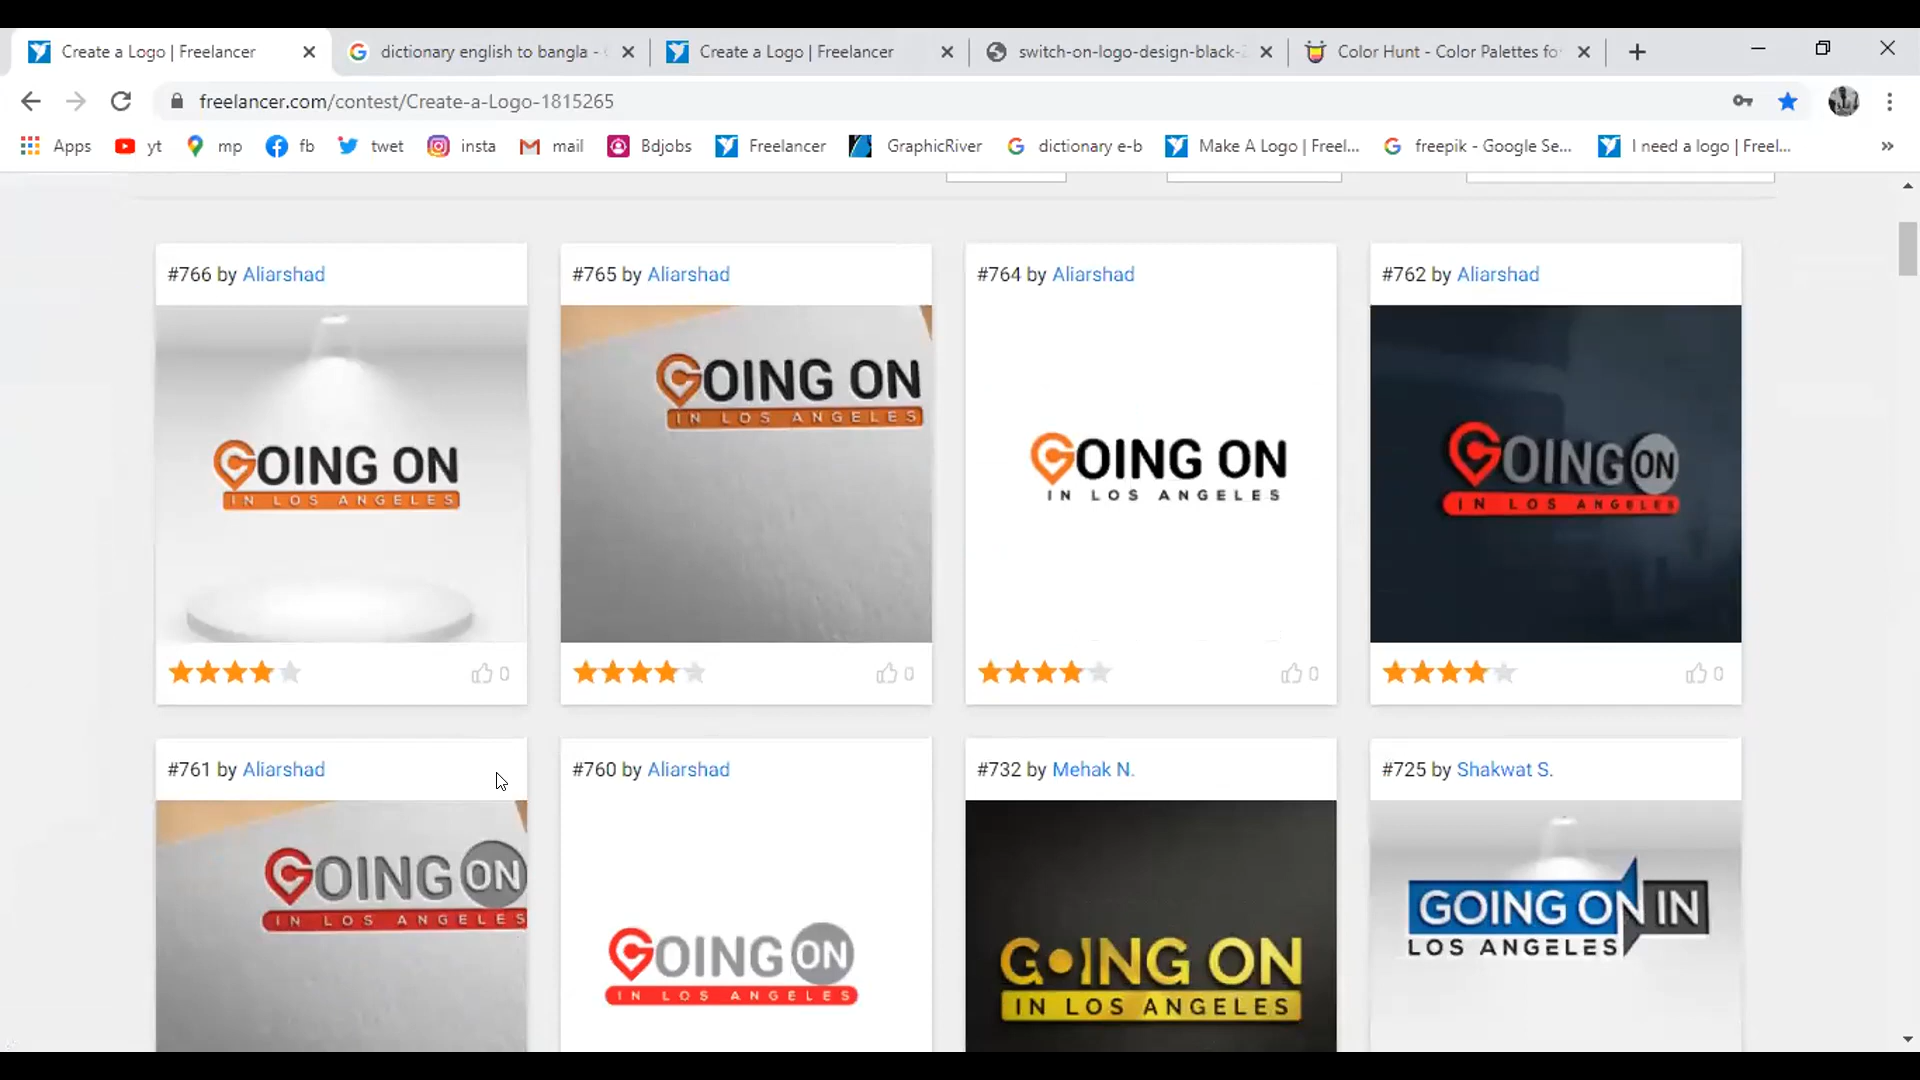 Create a Logo | Freelancer
dictionary english to bangla -
Create a Logo | Freelancer
switch-on-logo-design-black-
Color Hunt - Color Palettes fo
freelancer.com/contest/Create-a-Logo-1815265
Apps yt mp fb twet insta mail Bdjobs Freelancer GraphicRiver dictionary e-b Make A Logo | Freel... freepik - Google Se... I need a logo | Freel... »
#766 by Aliarshad
#765 by Aliarshad
#764 by Aliarshad
#762 by Aliarshad
GOING ON
IN LOS ANGELES
GOING ON
IN LOS ANGELES
GOING ON
IN LOS ANGELES
GOING ON
IN LOS ANGELES
0
0
0
0
#761 by Aliarshad
#760 by Aliarshad
#732 by Mehak N.
#725 by Shakwat S.
GOING ON
IN LOS ANGELES
GOING ON
IN LOS ANGELES
GOING ON
IN LOS ANGELES
GOING ON IN
LOS ANGELES